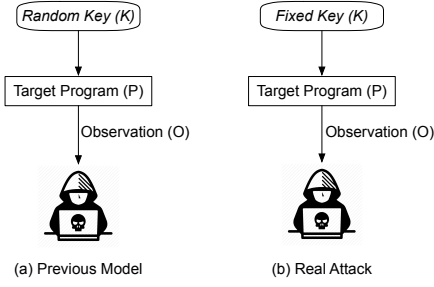 Random Key (K)
Target Program (P)
Observation (O)
(a) Previous Model
Fixed Key (K)
Target Program (P)
Observation (O)
(b) Real Attack